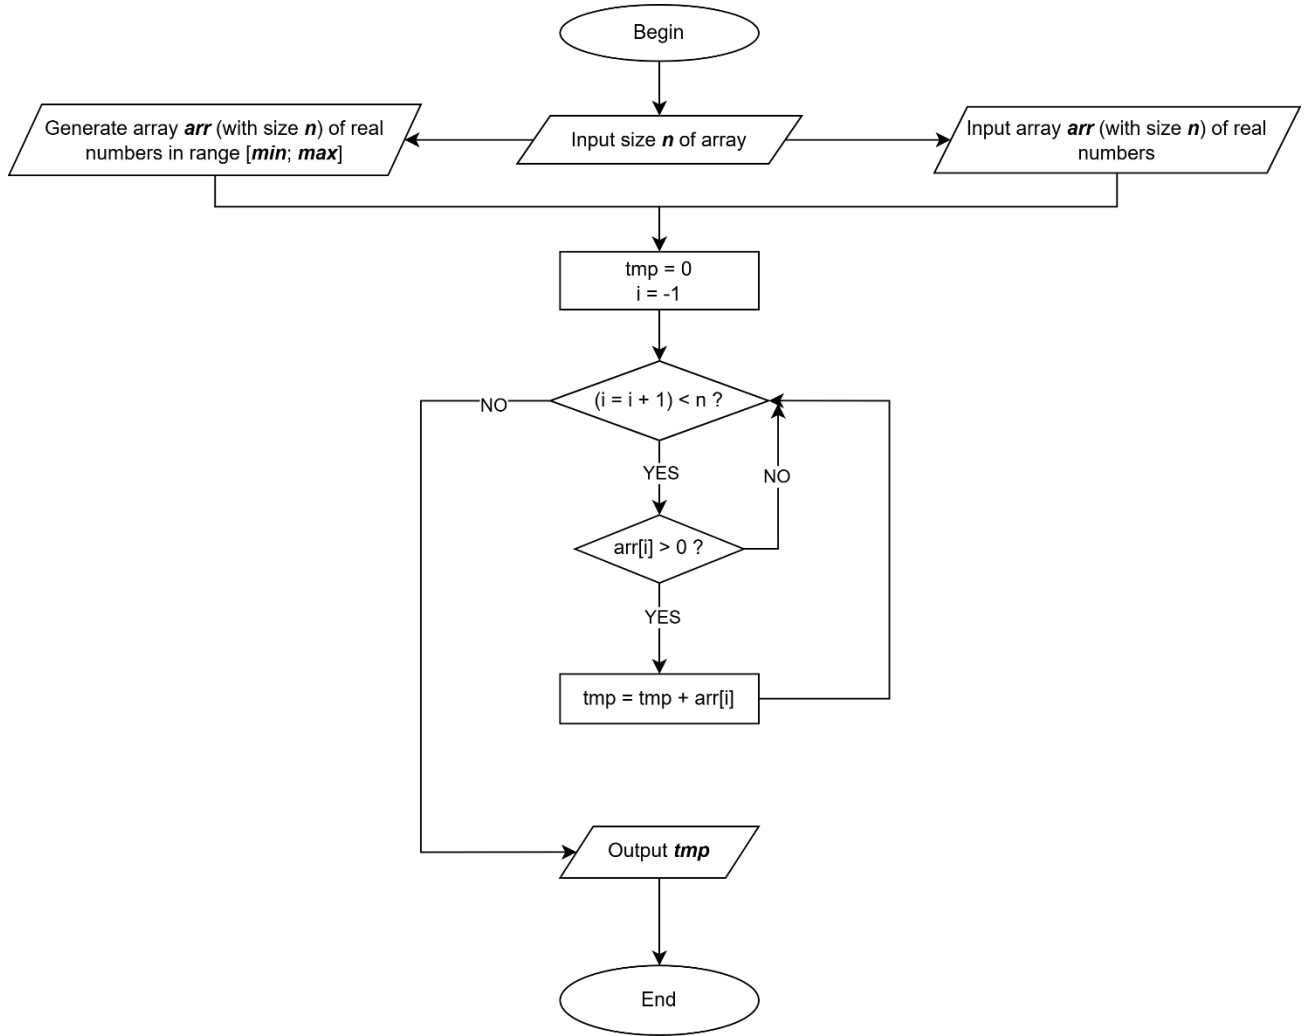 Begin
Generate array arr (with size n) of real
numbers in range [min; max]
Input size n of array
Input array arr (with size n) of real
numbers
tmp = 0
i = -1
(i = i + 1) < n ?
NO
YES
NO
arr[i] > 0 ?
YES
tmp = tmp + arr[i]
Output tmp
End